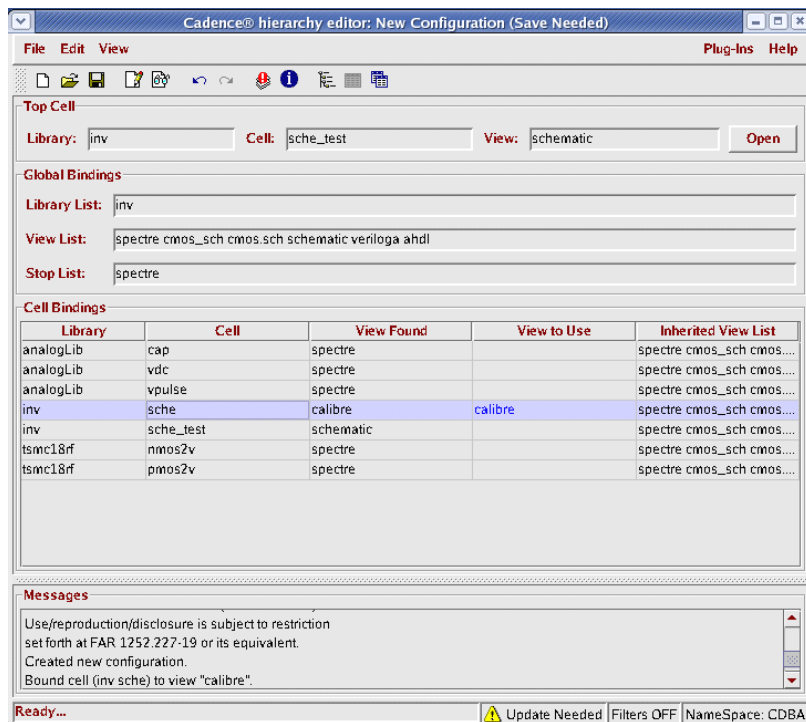 Cadence® hierarchy editor: New Configuration (Save Needed)
File Edit View Plug-Ins Help
Top Cell
Library: inv Cell: sche_test View: schematic Open
Global Bindings
Library List: inv
View List: spectre cmos_sch cmos.sch schematic veriloga ahdl
Stop List: spectre
Cell Bindings
Library Cell View Found View to Use Inherited View List
analogLib cap spectre spectre cmos_sch cmos....
analogLib vdc spectre spectre cmos_sch cmos....
analogLib vpulse spectre spectre cmos_sch cmos....
inv sche calibre calibre spectre cmos_sch cmos....
inv sche_test schematic spectre cmos_sch cmos....
tsmc18rf nmos2v spectre spectre cmos_sch cmos....
tsmc18rf pmos2v spectre spectre cmos_sch cmos....
Messages
Use/reproduction/disclosure is subject to restriction
set forth at FAR 1252.227-19 or its equivalent.
Created new configuration.
Bound cell (inv sche) to view "calibre".
Ready... Update Needed Filters OFF NameSpace: CDBA